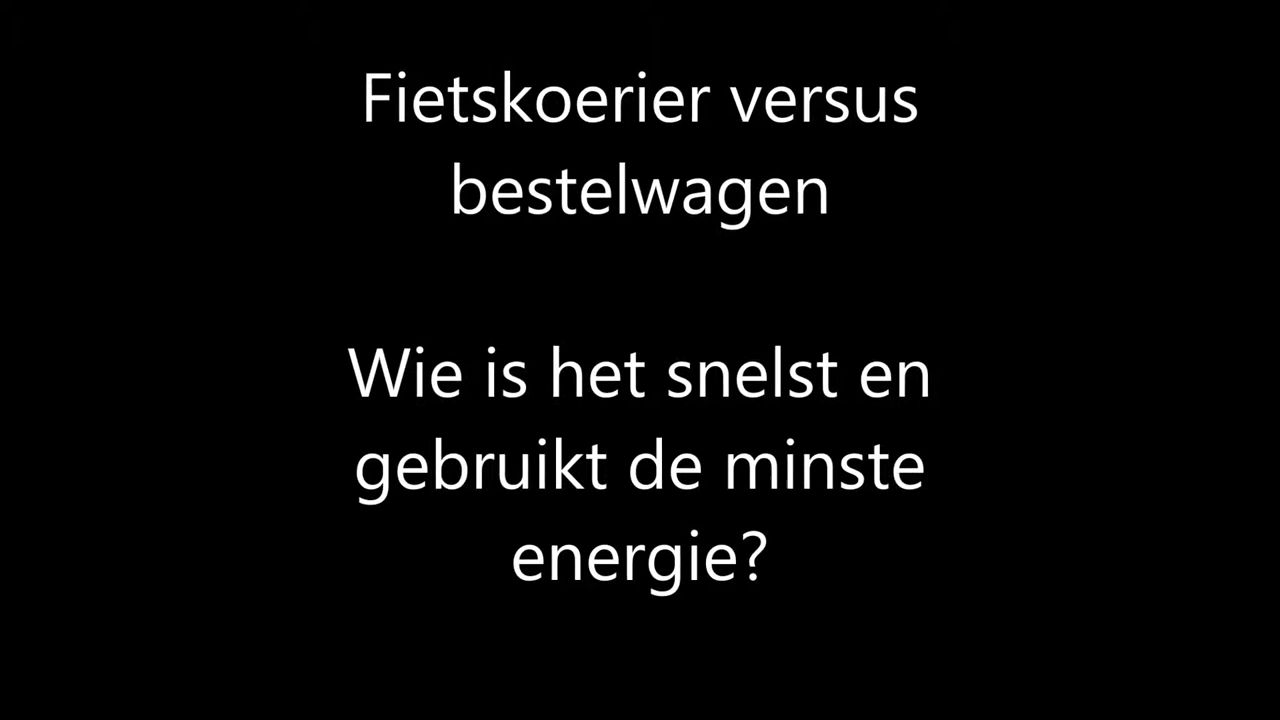 Fietskoerier versus
bestelwagen
Wie is het snelst en
gebruikt de minste
energie?